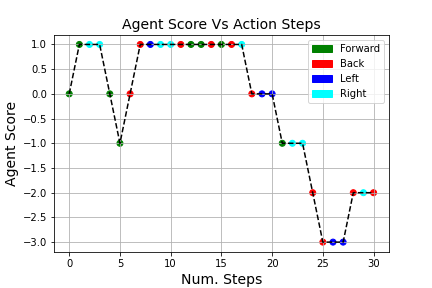 Agent Score Vs Action Steps
1.0
0.5
0.0
−0.5
−1.0
−1.5
−2.0
−2.5
−3.0
Agent Score
Forward
Back
Left
Right
0 5 10 15 20 25 30
Num. Steps